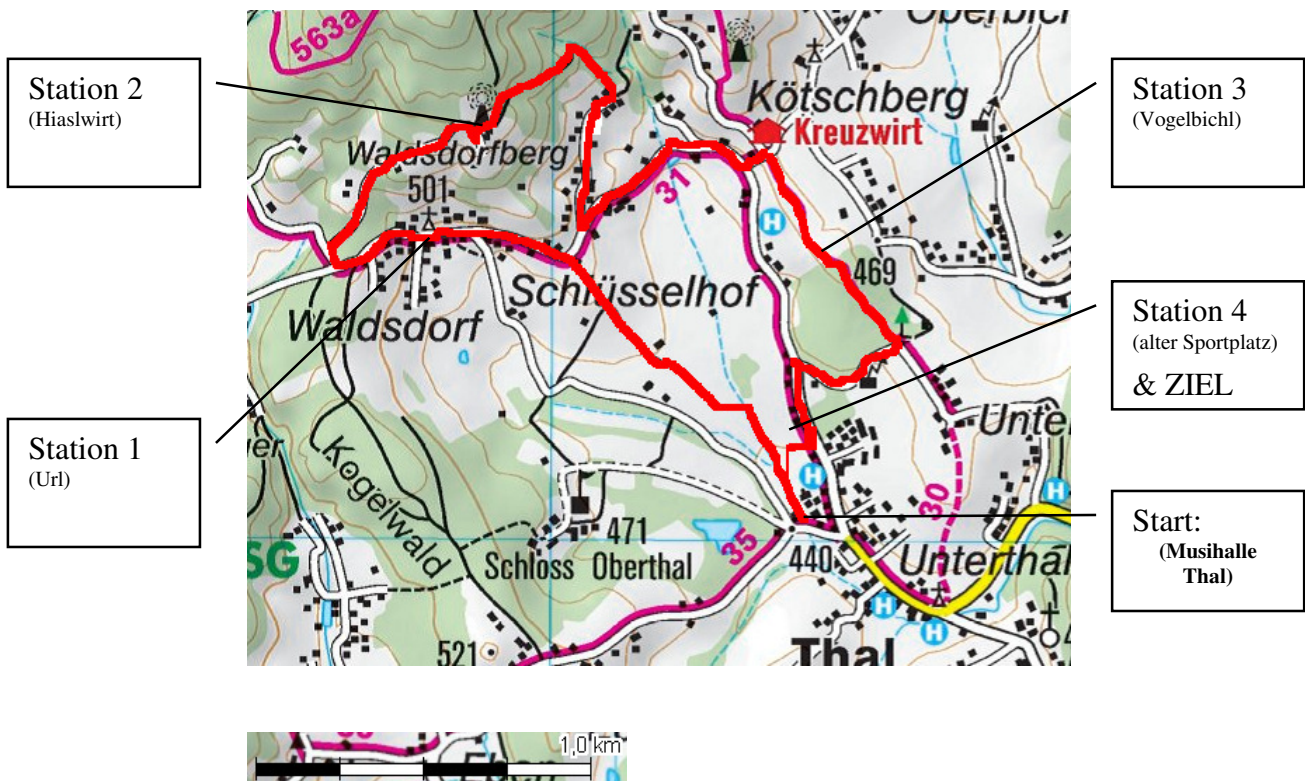 Station 2
(Hiaslwirt)
Station 3
(Vogelbichl)
Station 4
(alter Sportplatz)
& ZIEL
Station 1
(Url)
Start:
(Musihalle
Thal)
563a
Kötschberg
Kreuzwirt
Waldsdorfberg
501
31
H
469
Schlüsselhof
Waldsdorf
Kogelwald
H
30
H
SG
471
Schloss Oberthal
35
440
Unterthal
H
H
521
Thal
1,0 km